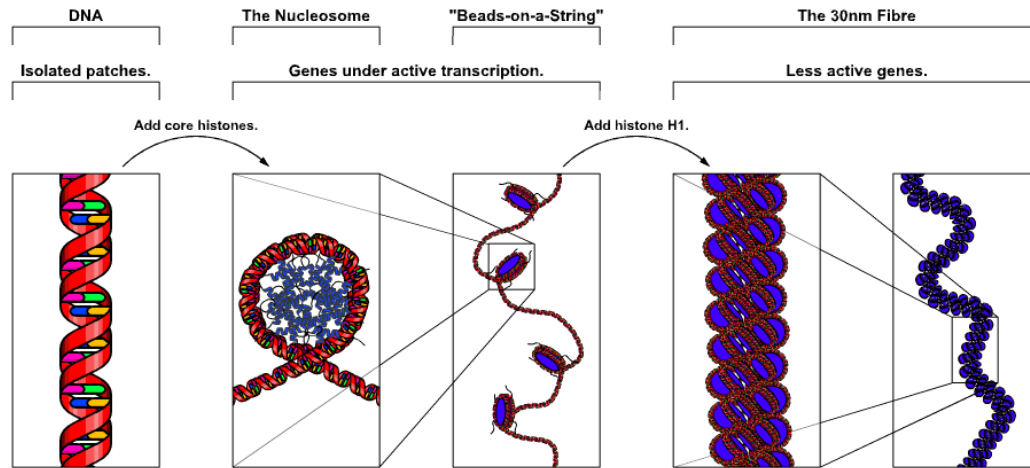 DNA
The Nucleosome
"Beads-on-a-String"
The 30nm Fibre
Isolated patches.
Genes under active transcription.
Less active genes.
Add core histones.
Add histone H1.